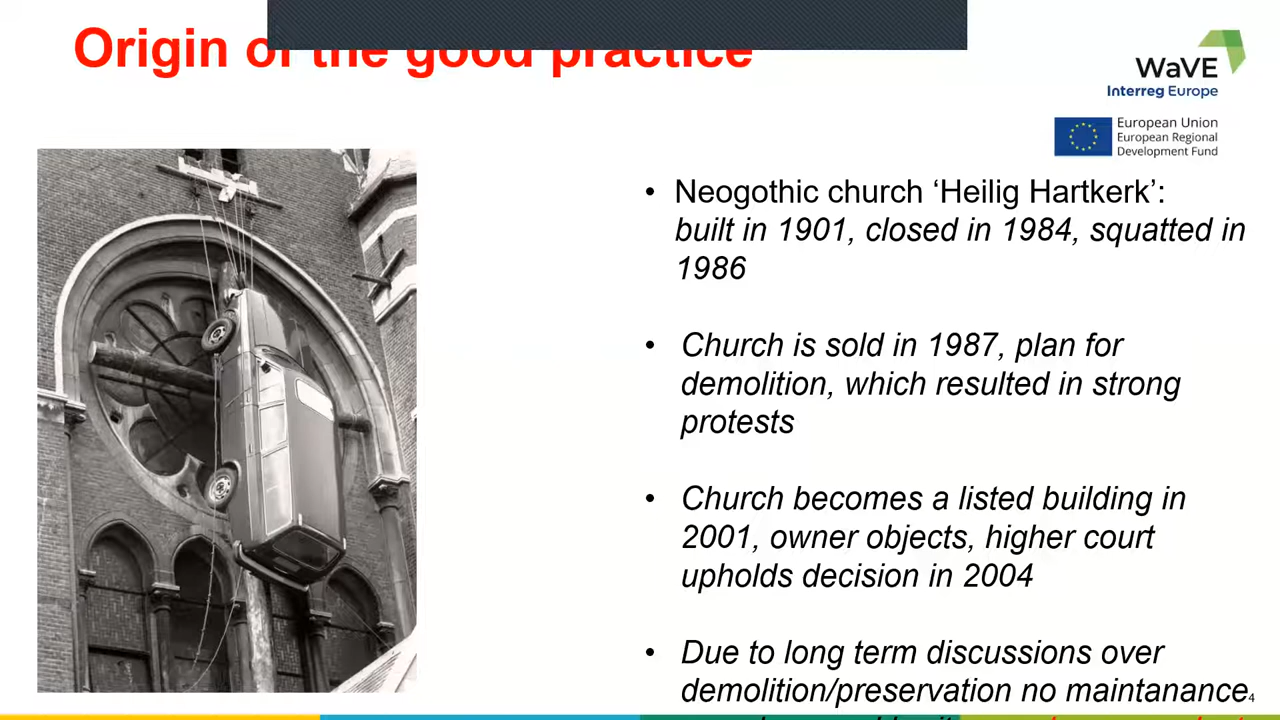 Origin of the good practice
WaVE
Interreg Europe
European Union
European Regional
Development Fund
• Neogothic church ‘Heilig Hartkerk’:
built in 1901, closed in 1984, squatted in
1986
• Church is sold in 1987, plan for
demolition, which resulted in strong
protests
• Church becomes a listed building in
2001, owner objects, higher court
upholds decision in 2004
• Due to long term discussions over
demolition/preservation no maintanance
4